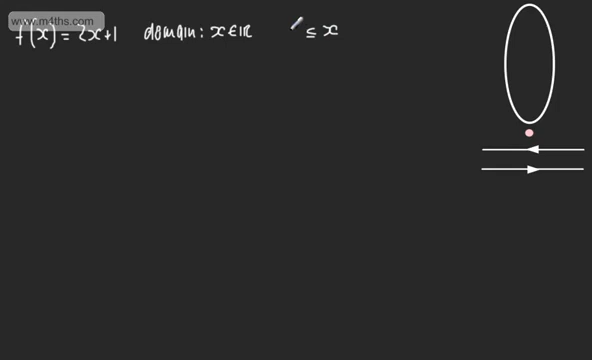 www.m4ths.com
f(x) = 2x+1 domain: x ∈ ℝ ≤ x